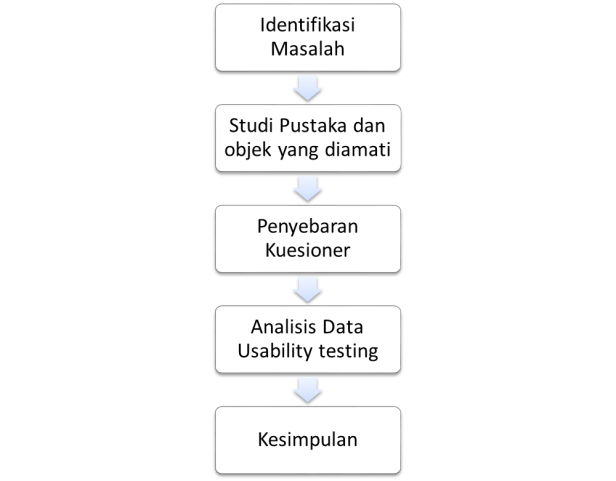 Identifikasi
Masalah
Studi Pustaka dan
objek yang diamati
Penyebaran
Kuesioner
Analisis Data
Usability testing
Kesimpulan